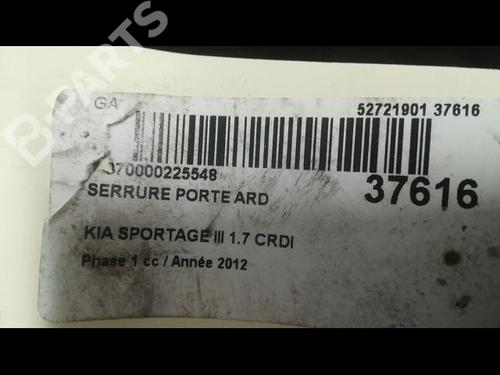 GA
52721901 37616
70000225548
37616
SERRURE PORTE ARD
KIA SPORTAGE III 1.7 CRDI
Phase 1 cc / Année 2012
B-PARTS